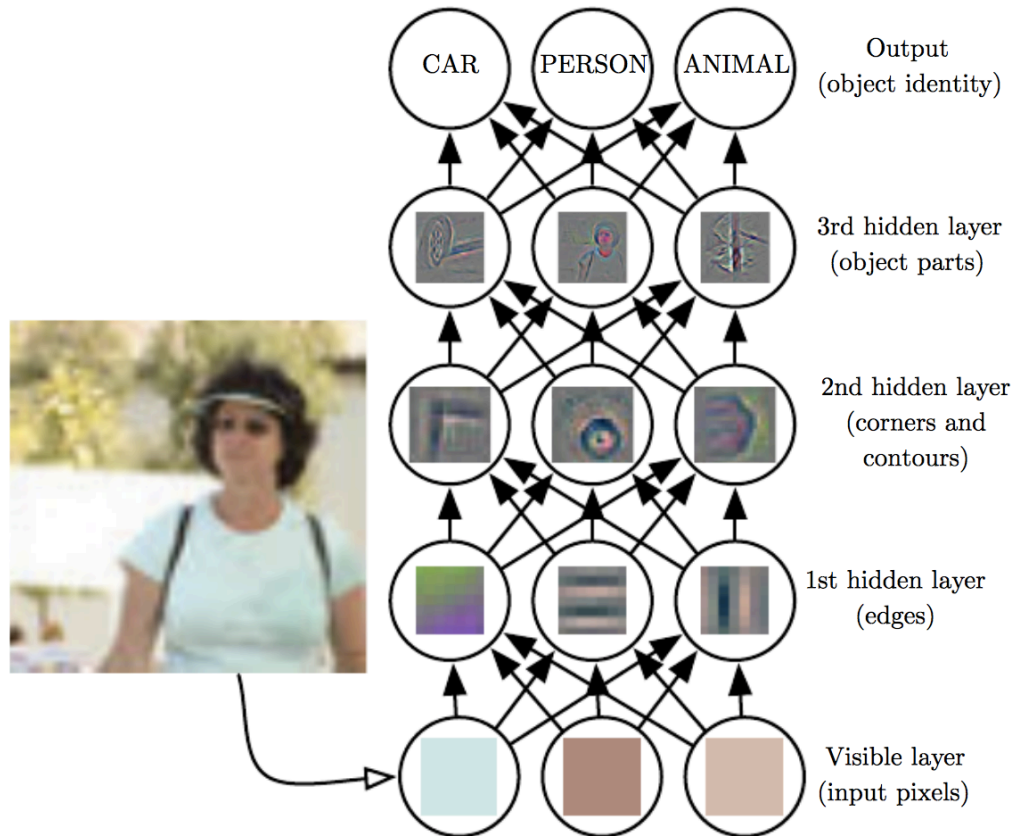 CAR
PERSON
ANIMAL
Output
(object identity)
3rd hidden layer
(object parts)
2nd hidden layer
(corners and
contours)
1st hidden layer
(edges)
Visible layer
(input pixels)